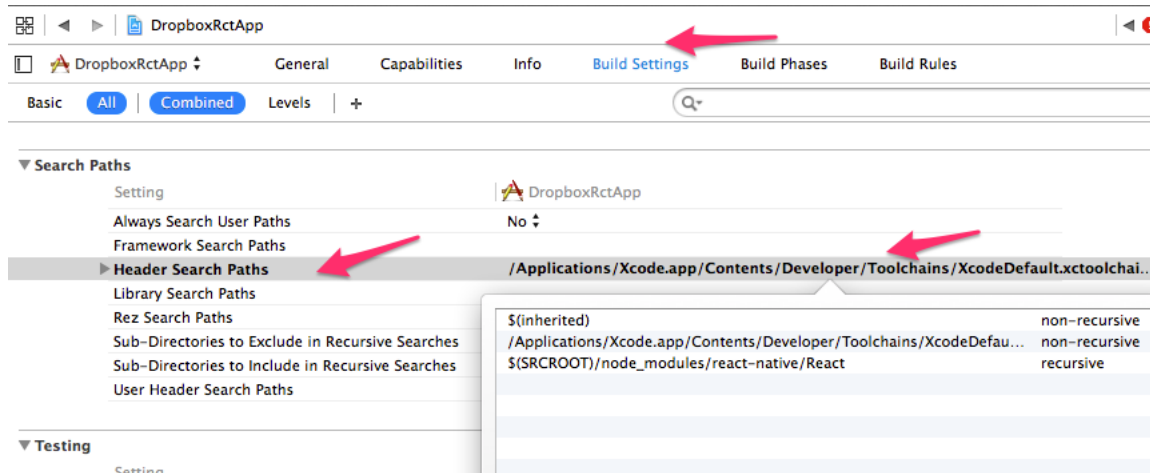 DropboxRctApp
DropboxRctApp General Capabilities Info Build Settings Build Phases Build Rules
Basic All Combined Levels +
Search Paths
Setting DropboxRctApp
Always Search User Paths No
Framework Search Paths
Header Search Paths /Applications/Xcode.app/Contents/Developer/Toolchains/XcodeDefault.xctoolchai...
Library Search Paths
Rez Search Paths $(inherited) non-recursive
Sub-Directories to Exclude in Recursive Searches /Applications/Xcode.app/Contents/Developer/Toolchains/XcodeDefau... non-recursive
Sub-Directories to Include in Recursive Searches $(SRCROOT)/node_modules/react-native/React recursive
User Header Search Paths
Testing
Setting